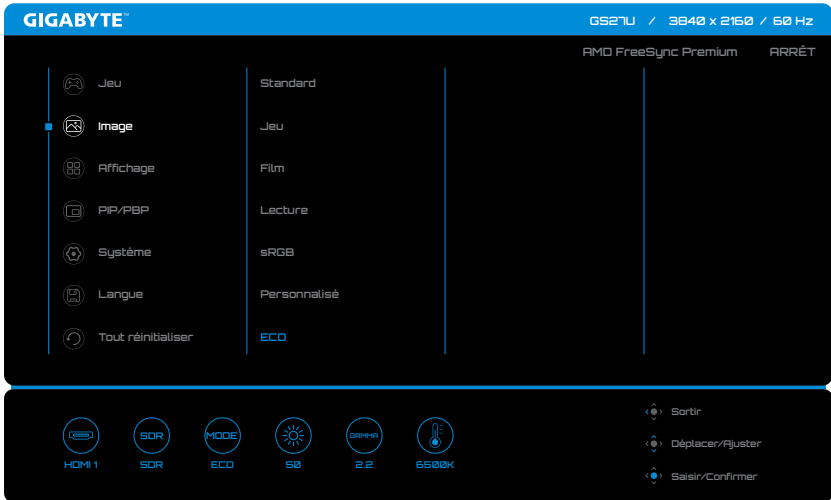 GIGABYTE™
GS27U / 3840 x 2160 / 60 Hz
AMD FreeSync Premium ARRÊT
Jeu
Image
Affichage
PIP/PBP
Système
Langue
Tout réinitialiser
Standard
Jeu
Film
Lecture
sRGB
Personnalisé
ECO
HDMI 1
SDR
SDR
MODE
ECO
50
GAMMA
2.2
6500K
Sortir
Déplacer/Ajuster
Saisir/Confirmer